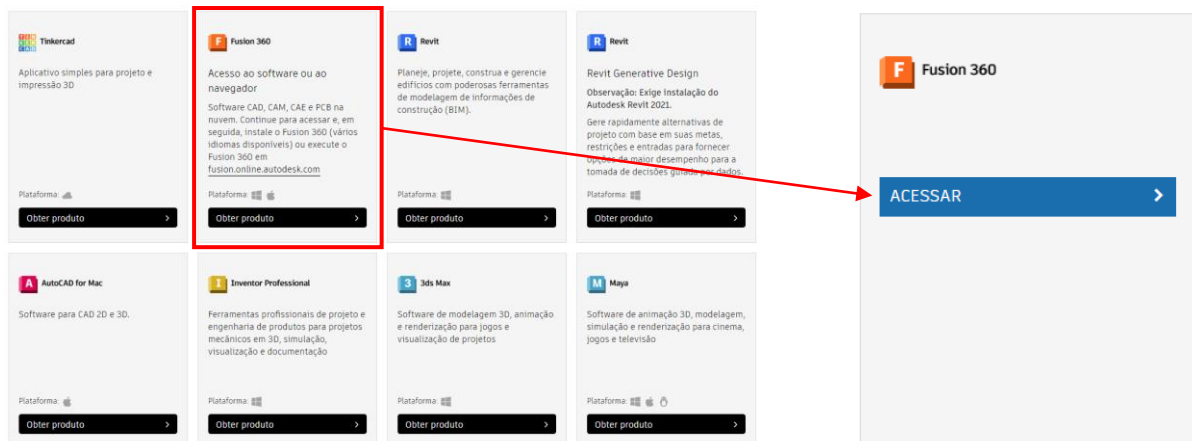 Tinkercad
Aplicativo simples para projeto e
impressão 3D
Plataforma:
Obter produto
Fusion 360
Acesso ao software ou ao
navegador
Software CAD, CAM, CAE e PCB na
nuvem. Continue para acessar e, em
seguida, instale o Fusion 360 (vários
idiomas disponíveis) ou execute o
Fusion 360 em
fusion.online.autodesk.com
Plataforma:
Obter produto
R Revit
Planeje, projete, construa e gerencie
edifícios com poderosas ferramentas
de modelagem de informações de
construção (BIM).
Plataforma:
Obter produto
R Revit
Revit Generative Design
Observação: Exige Instalação do
Autodesk Revit 2021.
Gere rapidamente alternativas de
projeto com base em suas metas,
restrições e entradas para fornecer
opções de maior desempenho para a
tomada de decisões guiada por dados.
Plataforma:
Obter produto
F Fusion 360
ACESSAR
A AutoCAD for Mac
Software para CAD 2D e 3D.
Plataforma:
Obter produto
I Inventor Professional
Ferramentas profissionais de projeto e
engenharia de produtos para projetos
mecânicos em 3D, simulação,
visualização e documentação
Plataforma:
Obter produto
3 3ds Max
Software de modelagem 3D, animação
e renderização para jogos e
visualização de projetos
Plataforma:
Obter produto
M Maya
Software de animação 3D, modelagem,
simulação e renderização para cinema,
jogos e televisão
Plataforma:
Obter produto